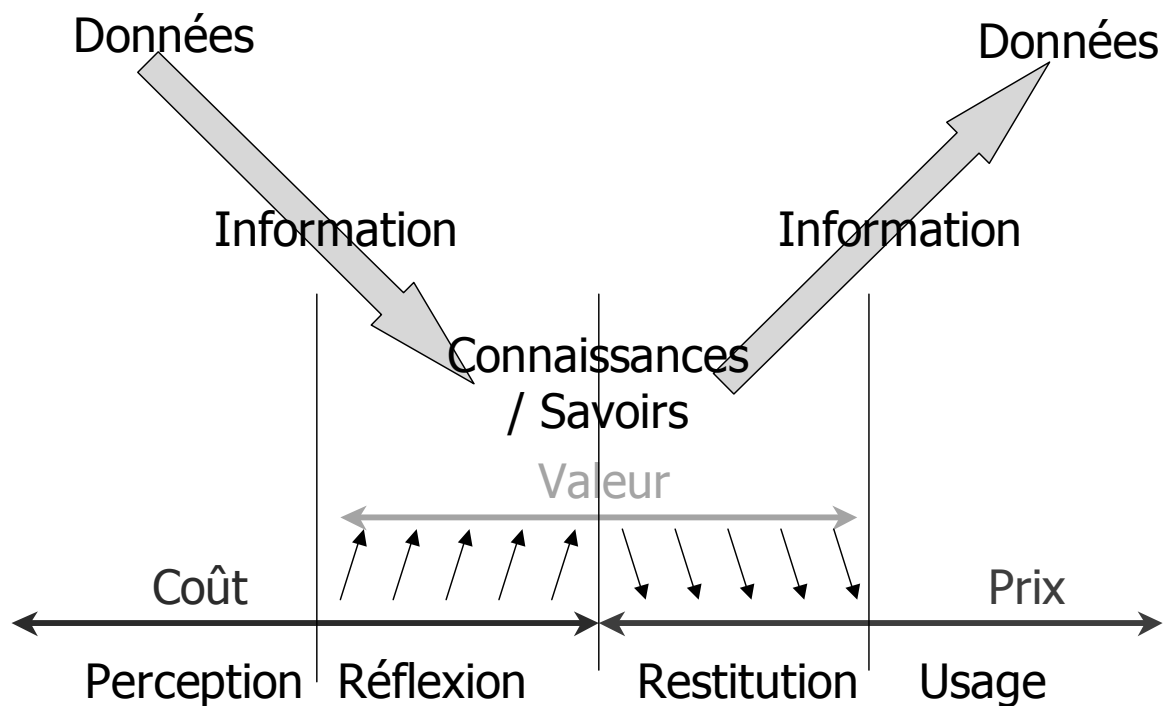 Données
Données
Information
Information
Connaissances
/ Savoirs
Valeur
Coût
Prix
Perception
Réflexion
Restitution
Usage